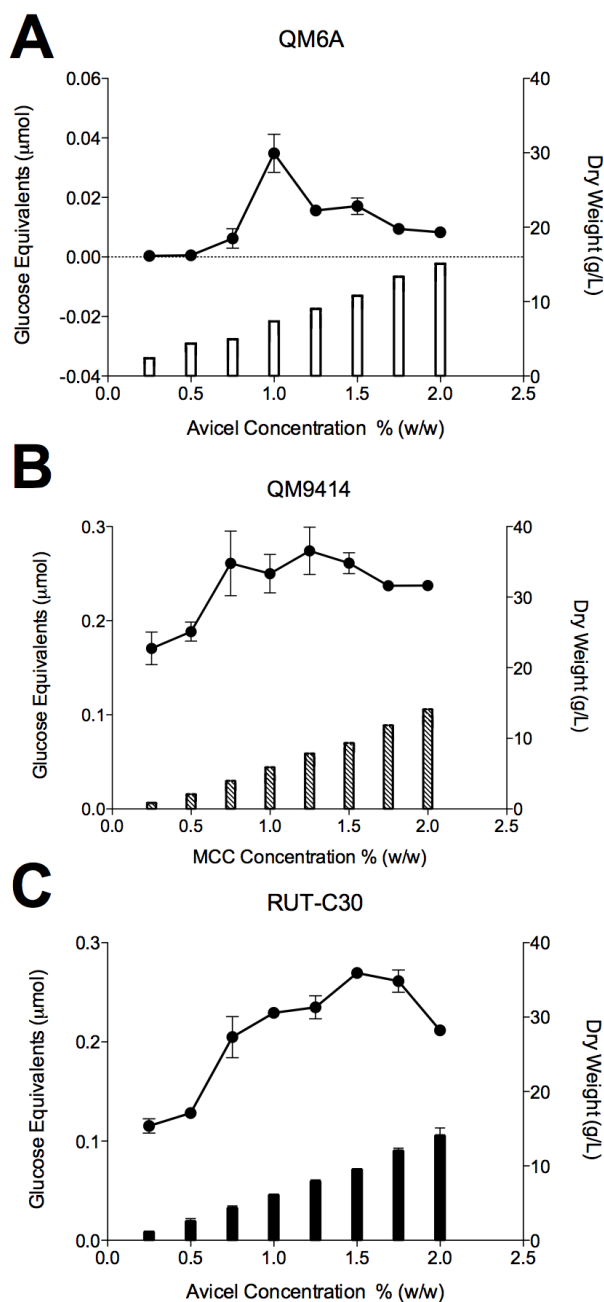 A
QM6A
0.06
0.04
0.02
0.00
-0.02
-0.04
Glucose Equivalents (μmol)
40
30
20
10
0
Dry Weight (g/L)
0.0 0.5 1.0 1.5 2.0 2.5
Avicel Concentration % (w/w)
B
QM9414
0.3
0.2
0.1
0.0
Glucose Equivalents (μmol)
40
30
20
10
0
Dry Weight (g/L)
0.0 0.5 1.0 1.5 2.0 2.5
MCC Concentration % (w/w)
C
RUT-C30
0.3
0.2
0.1
0.0
Glucose Equivalents (μmol)
40
30
20
10
0
Dry Weight (g/L)
0.0 0.5 1.0 1.5 2.0 2.5
Avicel Concentration % (w/w)